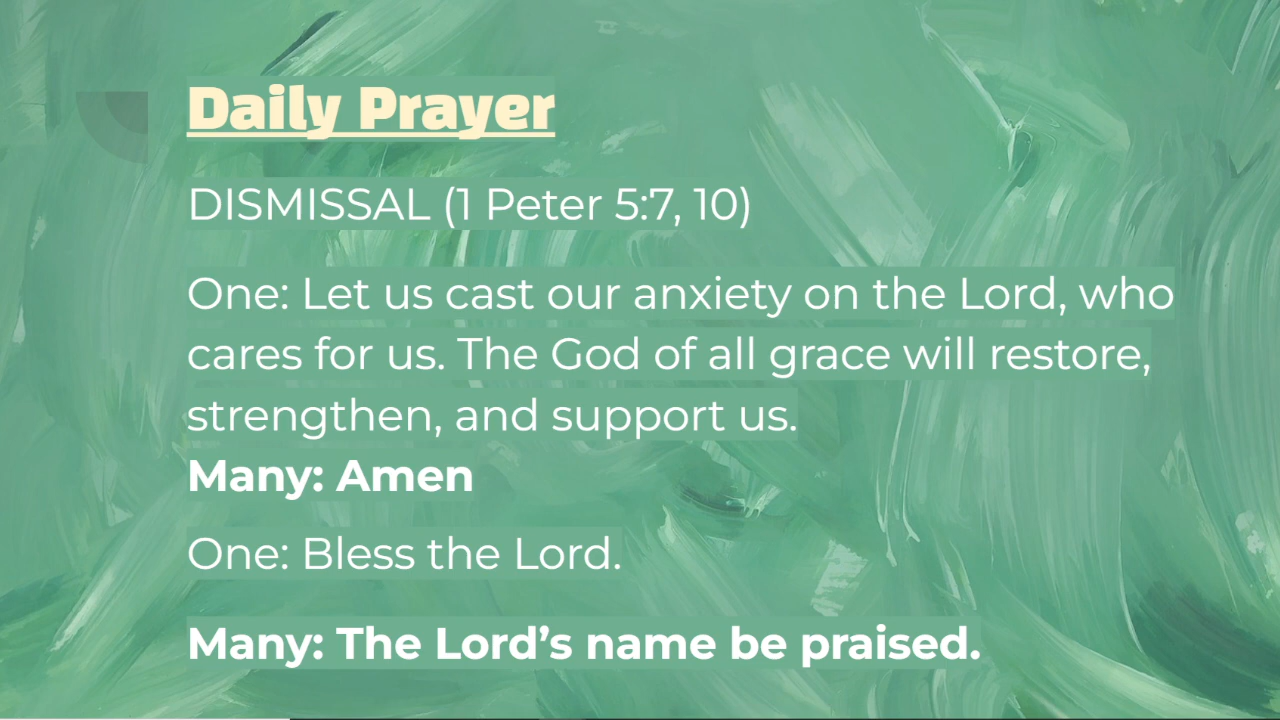 Daily Prayer
DISMISSAL (1 Peter 5:7, 10)
One: Let us cast our anxiety on the Lord, who
cares for us. The God of all grace will restore,
strengthen, and support us.
Many: Amen
One: Bless the Lord.
Many: The Lord’s name be praised.